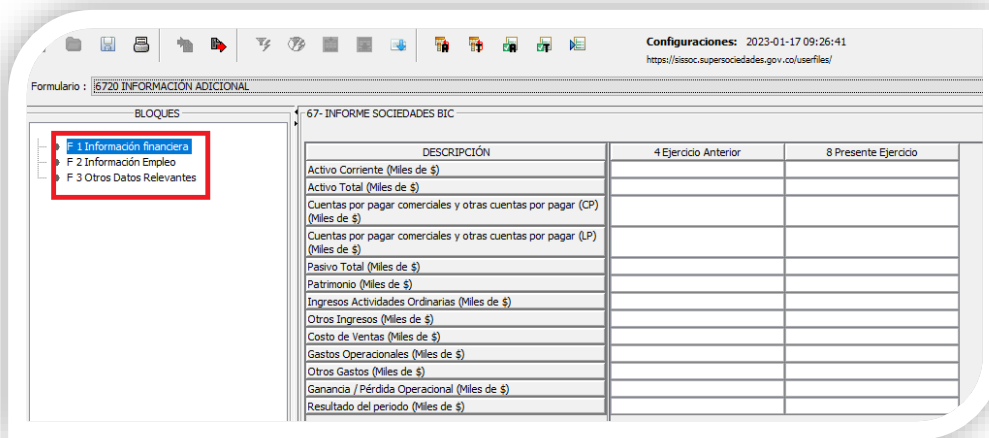 Configuraciones: 2023-01-17 09:26:41
https://sissoc.supersociedades.gov.co/userfiles/
Formulario : 6720 INFORMACIÓN ADICIONAL
BLOQUES
F 1 Información financiera
F 2 Información Empleo
F 3 Otros Datos Relevantes
67- INFORME SOCIEDADES BIC
DESCRIPCIÓN 4 Ejercicio Anterior 8 Presente Ejercicio
Activo Corriente (Miles de $)
Activo Total (Miles de $)
Cuentas por pagar comerciales y otras cuentas por pagar (CP)
(Miles de $)
Cuentas por pagar comerciales y otras cuentas por pagar (LP)
(Miles de $)
Pasivo Total (Miles de $)
Patrimonio (Miles de $)
Ingresos Actividades Ordinarias (Miles de $)
Otros Ingresos (Miles de $)
Costo de Ventas (Miles de $)
Gastos Operacionales (Miles de $)
Otros Gastos (Miles de $)
Ganancia / Pérdida Operacional (Miles de $)
Resultado del periodo (Miles de $)